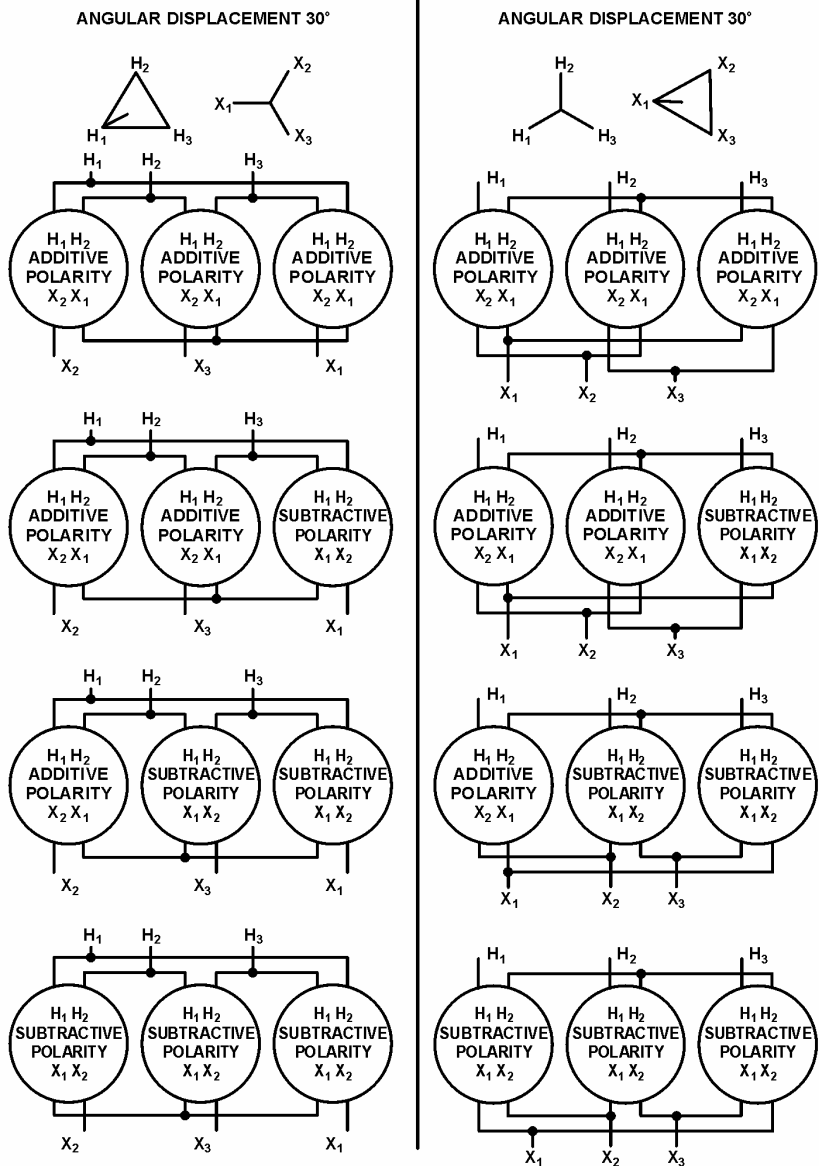 ANGULAR DISPLACEMENT 30°
H2
X2
X1
H1
H3
X3
H1 H2 H3
H1 H2 H1 H2 H1 H2
ADDITIVE ADDITIVE ADDITIVE
POLARITY POLARITY POLARITY
X2 X1 X2 X1 X2 X1
X2 X3 X1
H1 H2 H3
H1 H2 H1 H2 H1 H2
ADDITIVE ADDITIVE SUBTRACTIVE
POLARITY POLARITY POLARITY
X2 X1 X2 X1 X1 X2
X2 X3 X1
H1 H2 H3
H1 H2 H1 H2 H1 H2
ADDITIVE SUBTRACTIVE SUBTRACTIVE
POLARITY POLARITY POLARITY
X2 X1 X1 X2 X1 X2
X2 X3 X1
H1 H2 H3
H1 H2 H1 H2 H1 H2
SUBTRACTIVE SUBTRACTIVE SUBTRACTIVE
POLARITY POLARITY POLARITY
X1 X2 X1 X2 X1 X2
X2 X3 X1
ANGULAR DISPLACEMENT 30°
H2
X2
X1
H1
H3
X3
H1 H2 H3
H1 H2 H1 H2 H1 H2
ADDITIVE ADDITIVE ADDITIVE
POLARITY POLARITY POLARITY
X2 X1 X2 X1 X2 X1
X1 X2 X3
H1 H2 H3
H1 H2 H1 H2 H1 H2
ADDITIVE ADDITIVE SUBTRACTIVE
POLARITY POLARITY POLARITY
X2 X1 X2 X1 X1 X2
X1 X2 X3
H1 H2 H3
H1 H2 H1 H2 H1 H2
ADDITIVE SUBTRACTIVE SUBTRACTIVE
POLARITY POLARITY POLARITY
X2 X1 X1 X2 X1 X2
X1 X2 X3
H1 H2 H3
H1 H2 H1 H2 H1 H2
SUBTRACTIVE SUBTRACTIVE SUBTRACTIVE
POLARITY POLARITY POLARITY
X1 X2 X1 X2 X1 X2
X1 X2 X3